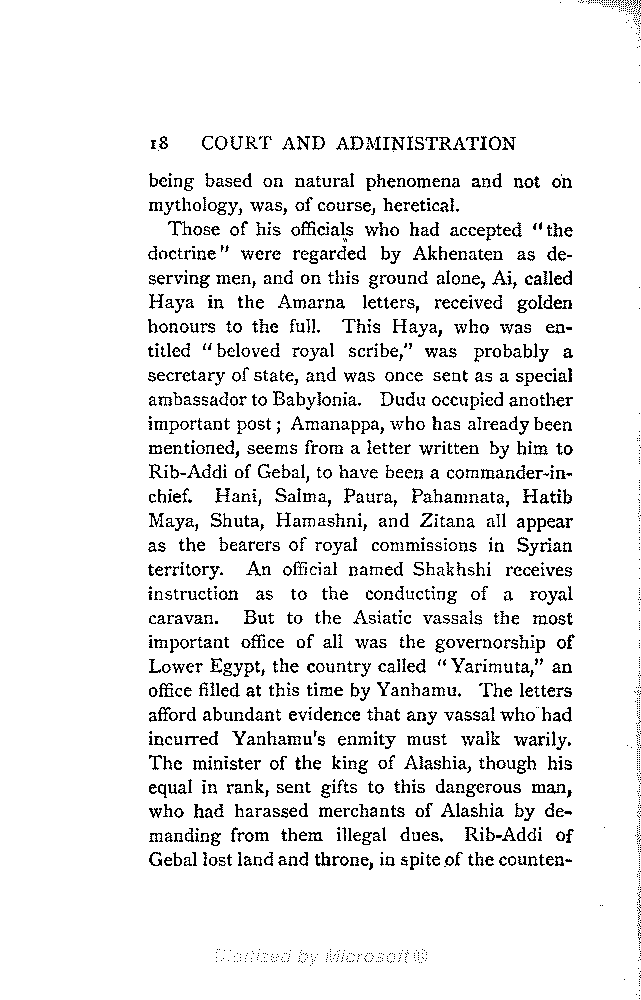 18 COURT AND ADMINISTRATION
being based on natural phenomena and not on
mythology, was, of course, heretical.
Those of his officials who had accepted "the
doctrine" were regarded by Akhenaten as de-
serving men, and on this ground alone, Ai, called
Haya in the Amarna letters, received golden
honours to the full. This Haya, who was en-
titled "beloved royal scribe," was probably a
secretary of state, and was once sent as a special
ambassador to Babylonia. Dudu occupied another
important post; Amanappa, who has already been
mentioned, seems from a letter written by him to
Rib-Addi of Gebal, to have been a commander-in-
chief. Hani, Salma, Paura, Pahamnata, Hatib
Maya, Shuta, Hamashni, and Zitana all appear
as the bearers of royal commissions in Syrian
territory. An official named Shakhshi receives
instruction as to the conducting of a royal
caravan. But to the Asiatic vassals the most
important office of all was the governorship of
Lower Egypt, the country called "Yarimuta," an
office filled at this time by Yanhamu. The letters
afford abundant evidence that any vassal who had
incurred Yanhamu's enmity must walk warily.
The minister of the king of Alashia, though his
equal in rank, sent gifts to this dangerous man,
who had harassed merchants of Alashia by de-
manding from them illegal dues. Rib-Addi of
Gebal lost land and throne, in spite of the counten-
Digitized by Microsoft®